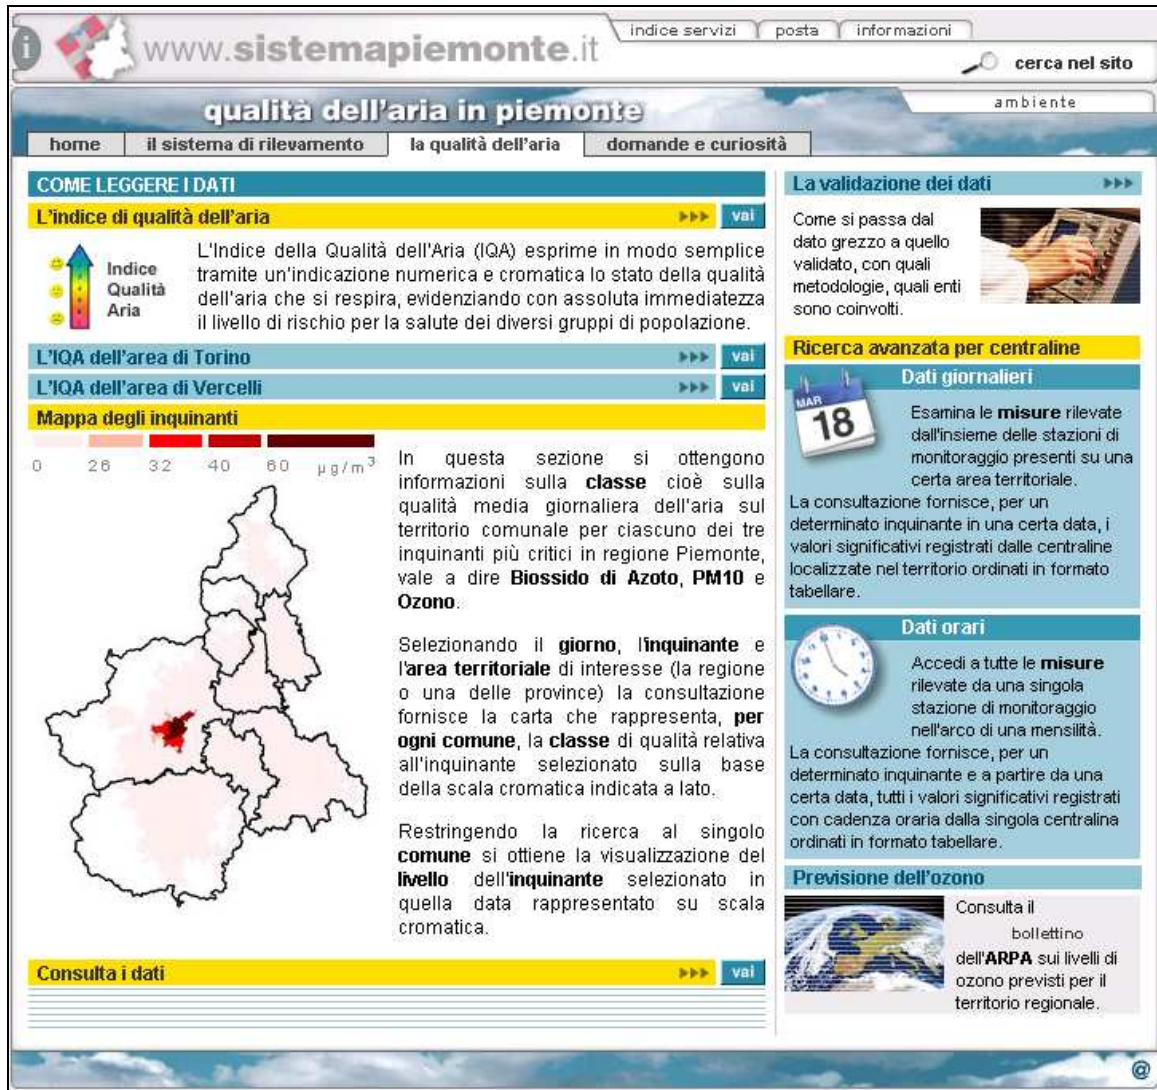 i
www.sistemapiemonte.it
indice servizi
posta
informazioni
cerca nel sito
qualità dell'aria in piemonte
ambiente
home
il sistema di rilevamento
la qualità dell'aria
domande e curiosità
COME LEGGERE I DATI
L'indice di qualità dell'aria
vai
Indice
Qualità
Aria
L'Indice della Qualità dell'Aria (IQA) esprime in modo semplice
tramite un'indicazione numerica e cromatica lo stato della qualità
dell'aria che si respira, evidenziando con assoluta immediatezza
il livello di rischio per la salute dei diversi gruppi di popolazione.
L'IQA dell'area di Torino
vai
L'IQA dell'area di Vercelli
vai
Mappa degli inquinanti
0 26 32 40 60 µg/m³
In questa sezione si ottengono
informazioni sulla classe cioè sulla
qualità media giornaliera dell'aria sul
territorio comunale per ciascuno dei tre
inquinanti più critici in regione Piemonte,
vale a dire Biossido di Azoto, PM10 e
Ozono.
Selezionando il giorno, l'inquinante e
l'area territoriale di interesse (la regione
o una delle province) la consultazione
fornisce la carta che rappresenta, per
ogni comune, la classe di qualità relativa
all'inquinante selezionato sulla base
della scala cromatica indicata a lato.
Restringendo la ricerca al singolo
comune si ottiene la visualizzazione del
livello dell'inquinante selezionato in
quella data rappresentato su scala
cromatica.
Consulta i dati
vai
La validazione dei dati
Come si passa dal
dato grezzo a quello
validato, con quali
metodologie, quali enti
sono coinvolti.
Ricerca avanzata per centraline
Dati giornalieri
MAR
18
Esamina le misure rilevate
dall'insieme delle stazioni di
monitoraggio presenti su una
certa area territoriale.
La consultazione fornisce, per un
determinato inquinante in una certa data, i
valori significativi registrati dalle centraline
localizzate nel territorio ordinati in formato
tabellare.
Dati orari
Accedi a tutte le misure
rilevate da una singola
stazione di monitoraggio
nell'arco di una mensilità.
La consultazione fornisce, per un
determinato inquinante e a partire da una
certa data, tutti i valori significativi registrati
con cadenza oraria dalla singola centralina
ordinati in formato tabellare.
Previsione dell'ozono
Consulta il
bollettino
dell'ARPA sui livelli di
ozono previsti per il
territorio regionale.
@